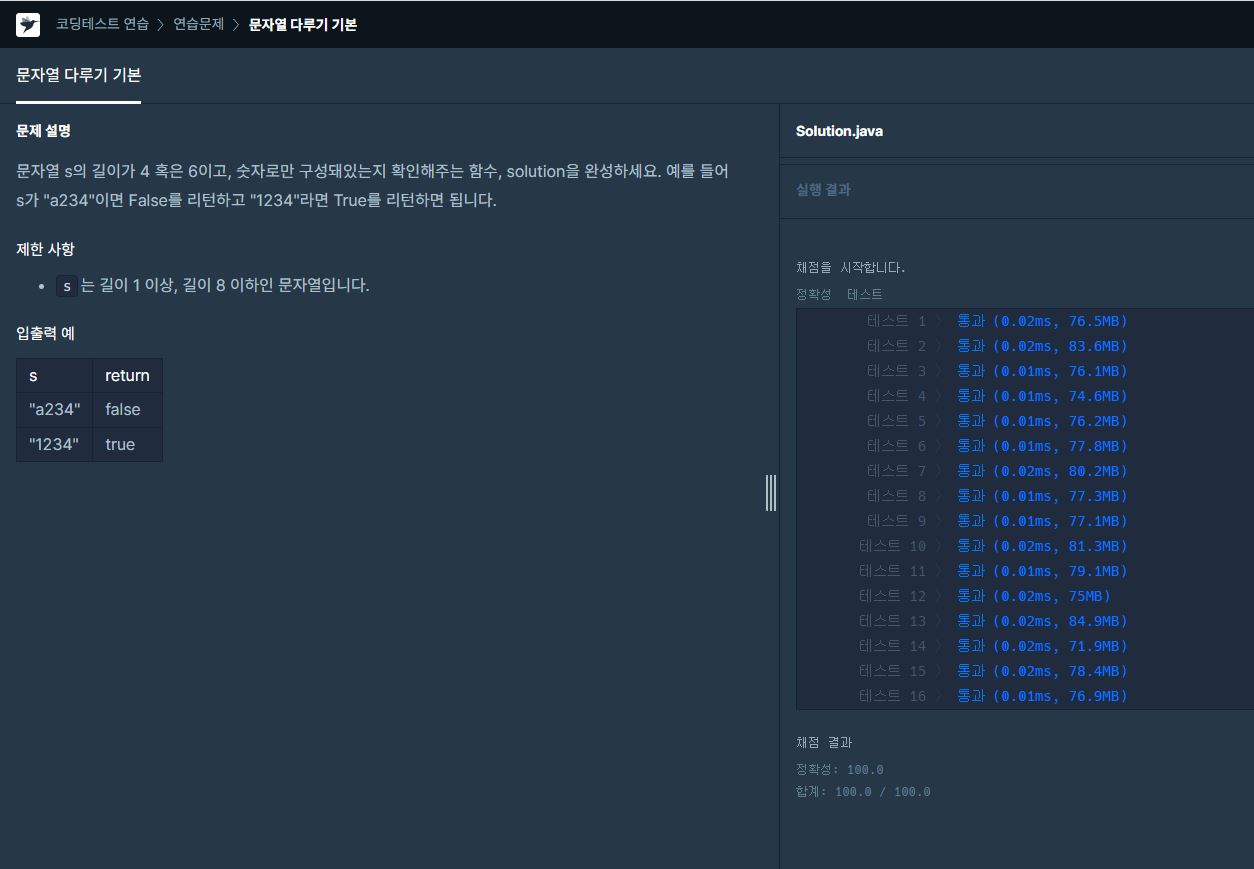 코딩테스트 연습 > 연습문제 > 문자열 다루기 기본
문자열 다루기 기본
문제 설명
문자열 s의 길이가 4 혹은 6이고, 숫자로만 구성돼있는지 확인해주는 함수, solution을 완성하세요. 예를 들어
s가 "a234"이면 False를 리턴하고 "1234"라면 True를 리턴하면 됩니다.
제한 사항
• s 는 길이 1 이상, 길이 8 이하인 문자열입니다.
입출력 예
s return
"a234" false
"1234" true
Solution.java
실행 결과
채점을 시작합니다.
정확성 테스트
테스트 1 > 통과 (0.02ms, 76.5MB)
테스트 2 > 통과 (0.02ms, 83.6MB)
테스트 3 > 통과 (0.01ms, 76.1MB)
테스트 4 > 통과 (0.01ms, 74.6MB)
테스트 5 > 통과 (0.01ms, 76.2MB)
테스트 6 > 통과 (0.01ms, 77.8MB)
테스트 7 > 통과 (0.02ms, 80.2MB)
테스트 8 > 통과 (0.01ms, 77.3MB)
테스트 9 > 통과 (0.01ms, 77.1MB)
테스트 10 > 통과 (0.02ms, 81.3MB)
테스트 11 > 통과 (0.01ms, 79.1MB)
테스트 12 > 통과 (0.02ms, 75MB)
테스트 13 > 통과 (0.02ms, 84.9MB)
테스트 14 > 통과 (0.02ms, 71.9MB)
테스트 15 > 통과 (0.02ms, 78.4MB)
테스트 16 > 통과 (0.01ms, 76.9MB)
채점 결과
정확성: 100.0
합계: 100.0 / 100.0